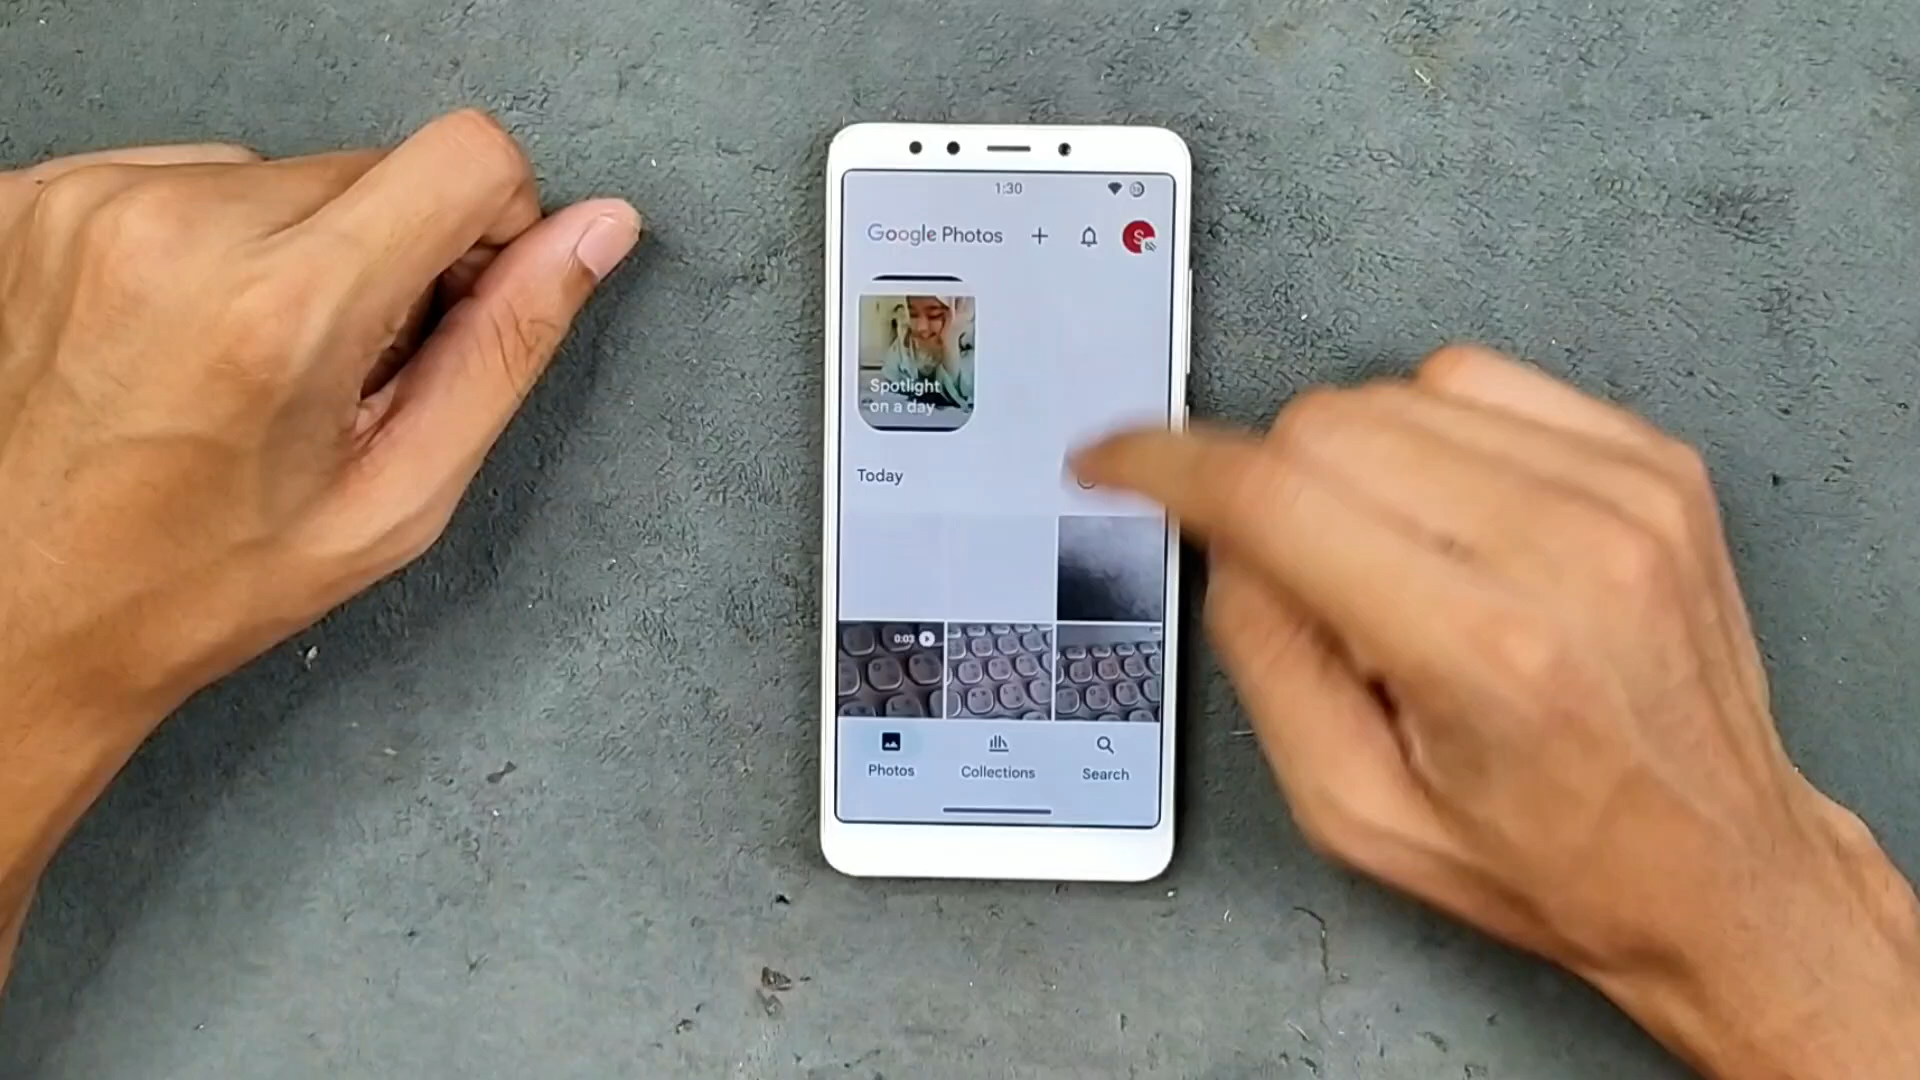 1:30
Google Photos
S
Spotlight
on a day
Today
0:03
Photos
Collections
Search